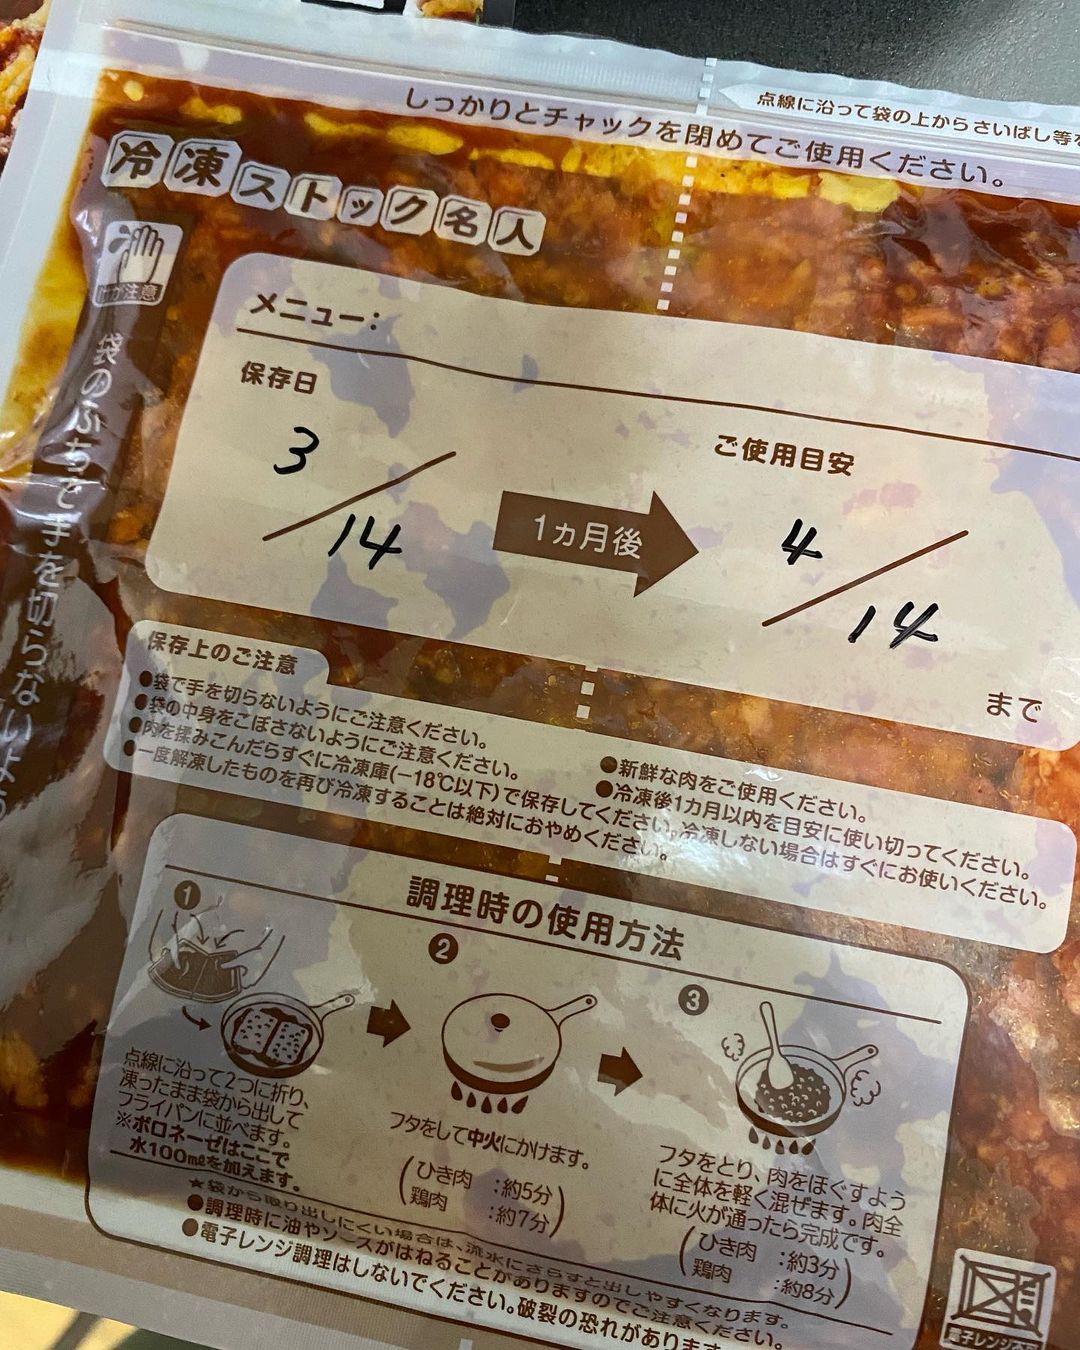 しっかりとチャックを閉めてご使用ください。
点線に沿って袋の上からさいばし等
冷凍ストック名人
注意
袋のふちで手を切らないよう
メニュー:
保存日
3/14
1ヵ月後
ご使用目安
4/14
まで
保存上のご注意
●袋で手を切らないようにご注意ください。
●袋の中身をこぼさないようにご注意ください。
●肉を揉みこんだらすぐに冷凍庫(−18℃以下)で保存してください。冷凍しない場合はすぐにお使いください。
●一度解凍したものを再び冷凍することは絶対におやめください。
●新鮮な肉をご使用ください。
●冷凍後1カ月以内を目安に使い切ってください。
調理時の使用方法
1
点線に沿って2つに折り、
凍ったまま袋から出して
フライパンに並べます。
※ボロネーゼはここで
水100㎖を加えます。
2
フタをして中火にかけます。
(ひき肉:約5分
鶏肉:約7分)
3
フタをとり、肉をほぐすよう
に全体を軽く混ぜます。肉全
体に火が通ったら完成です。
(ひき肉:約3分
鶏肉:約8分)
★袋から取り出しにくい場合は、流水にさらすと出しやすくなります。
●調理時に油やソースがはねることがありますのでご注意ください。
●電子レンジ調理はしないでください。破裂の恐れがあります
電子レンジ不可